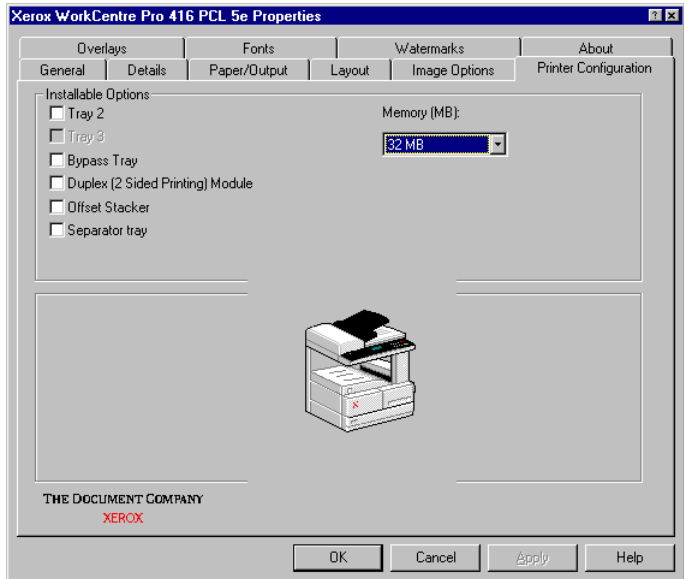 Xerox WorkCentre Pro 416 PCL 5e Properties
Overlays Fonts Watermarks About
General Details Paper/Output Layout Image Options Printer Configuration
Installable Options
Tray 2
Tray 3
Bypass Tray
Duplex (2 Sided Printing) Module
Offset Stacker
Separator tray
Memory (MB):
32 MB
THE DOCUMENT COMPANY
XEROX
OK Cancel Apply Help